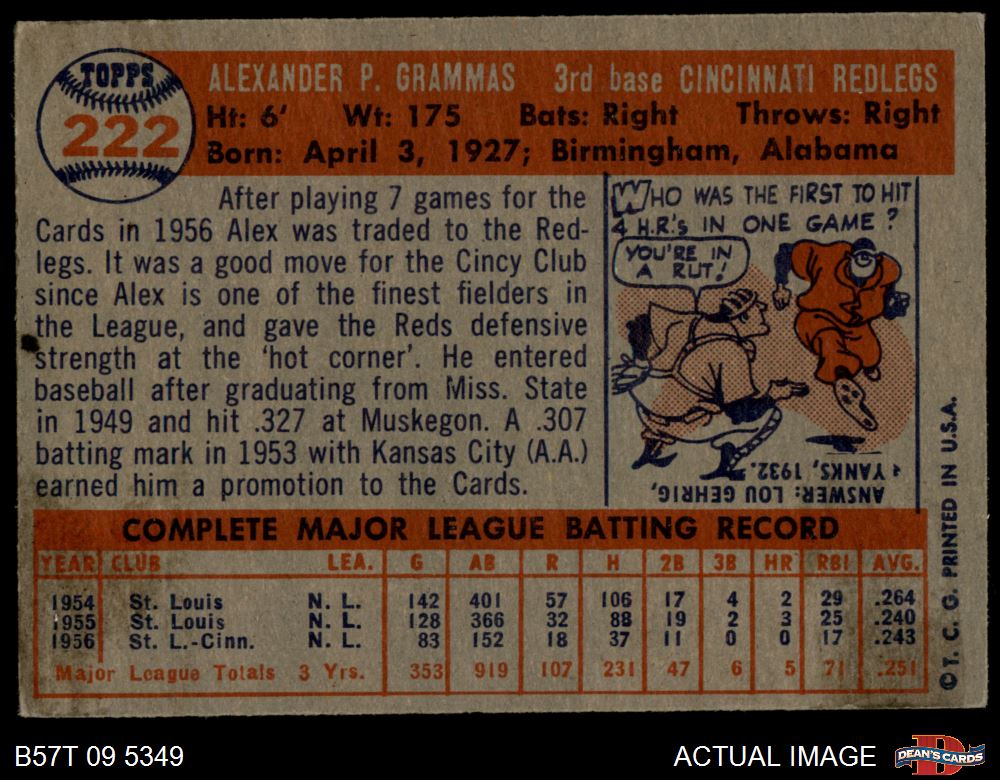 TOPPS
222
ALEXANDER P. GRAMMAS 3rd base CINCINNATI REDLEGS
Ht: 6' Wt: 175 Bats: Right Throws: Right
Born: April 3, 1927; Birmingham, Alabama
After playing 7 games for the
Cards in 1956 Alex was traded to the Red-
legs. It was a good move for the Cincy Club
since Alex is one of the finest fielders in
the League, and gave the Reds defensive
strength at the 'hot corner'. He entered
baseball after graduating from Miss. State
in 1949 and hit .327 at Muskegon. A .307
batting mark in 1953 with Kansas City (A.A.)
earned him a promotion to the Cards.
WHO WAS THE FIRST TO HIT
4 H.R.'s IN ONE GAME?
YOU'RE IN
A RUT!
ANSWER: LOU GEHRIG,
YANKS, 1932.
COMPLETE MAJOR LEAGUE BATTING RECORD
YEAR CLUB LEA. G AB R H 2B 3B HR RBI AVG.
1954 St. Louis N. L. 142 401 57 106 17 4 2 29 .264
1955 St. Louis N. L. 128 366 32 88 19 2 3 25 .240
1956 St. L.-Cinn. N. L. 83 152 18 37 11 0 0 17 .243
Major League Totals 3 Yrs. 353 919 107 231 47 6 5 71 .251
©T. C. G. PRINTED IN U.S.A.
B57T 09 5349
ACTUAL IMAGE
DEAN'S CARDS